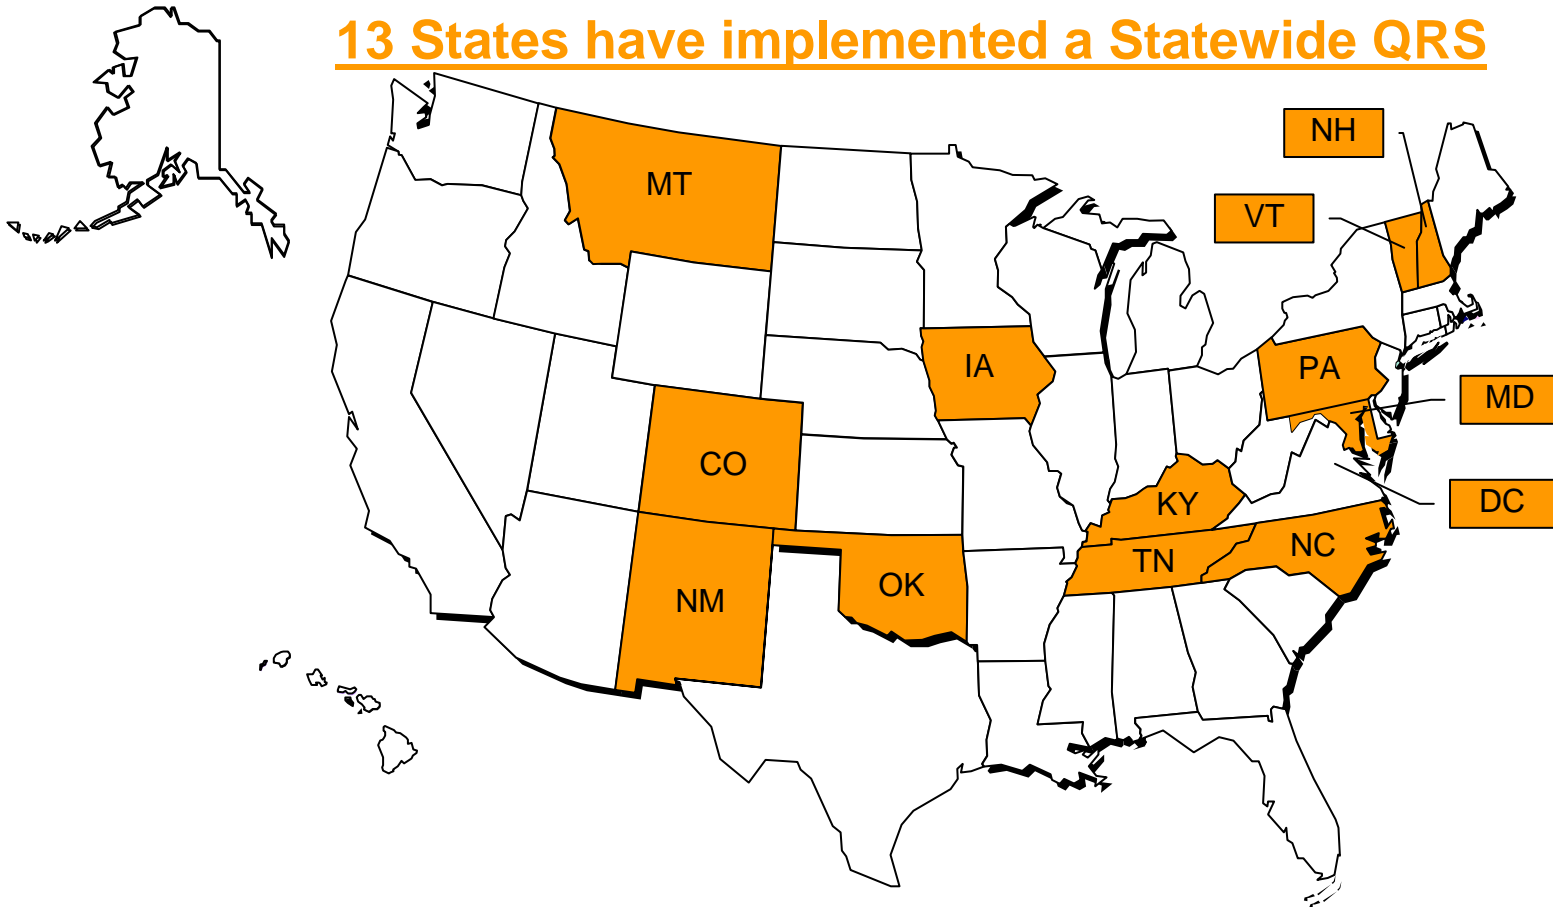 13 States have implemented a Statewide QRS
NH
MT
VT
IA
PA
MD
CO
KY
DC
NC
TN
OK
NM